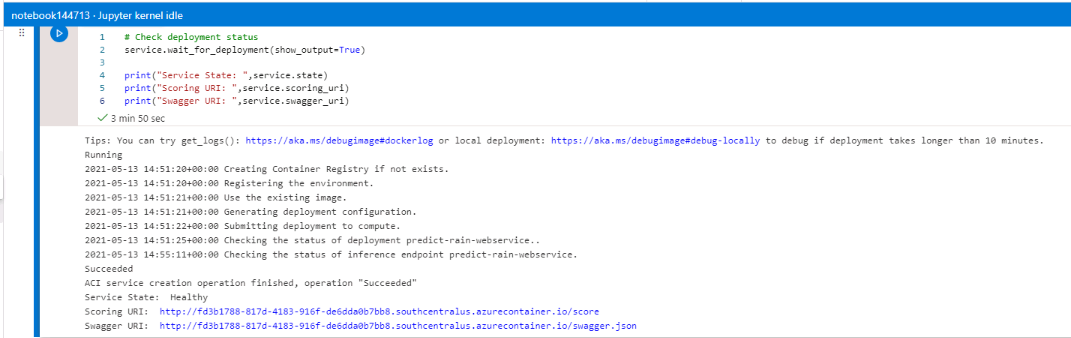 notebook144713 · Jupyter kernel idle
1 # Check deployment status
2 service.wait_for_deployment(show_output=True)
3
4 print("Service State: ",service.state)
5 print("Scoring URI: ",service.scoring_uri)
6 print("Swagger URI: ",service.swagger_uri)
3 min 50 sec
Tips: You can try get_logs(): https://aka.ms/debugimage#dockerlog or local deployment: https://aka.ms/debugimage#debug-locally to debug if deployment takes longer than 10 minutes.
Running
2021-05-13 14:51:20+00:00 Creating Container Registry if not exists.
2021-05-13 14:51:20+00:00 Registering the environment.
2021-05-13 14:51:21+00:00 Use the existing image.
2021-05-13 14:51:21+00:00 Generating deployment configuration.
2021-05-13 14:51:22+00:00 Submitting deployment to compute.
2021-05-13 14:51:25+00:00 Checking the status of deployment predict-rain-webservice..
2021-05-13 14:55:11+00:00 Checking the status of inference endpoint predict-rain-webservice.
Succeeded
ACI service creation operation finished, operation "Succeeded"
Service State:  Healthy
Scoring URI:  http://fd3b1788-817d-4183-916f-de6dda0b7bb8.southcentralus.azurecontainer.io/score
Swagger URI:  http://fd3b1788-817d-4183-916f-de6dda0b7bb8.southcentralus.azurecontainer.io/swagger.json